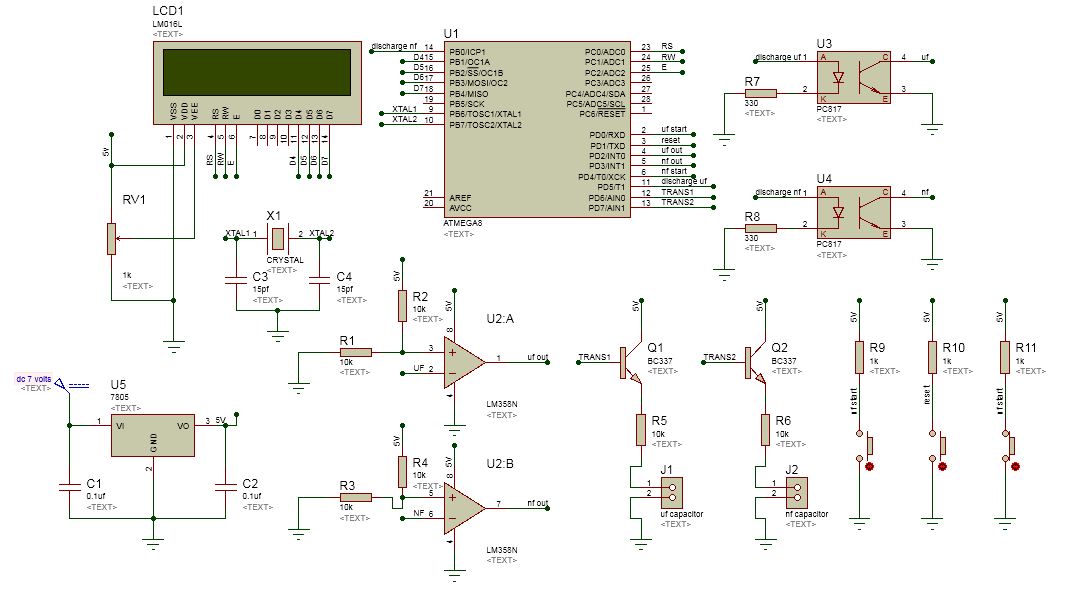 LCD1
LM016L
<TEXT>
VSS VDD VEE RS RW E D0 D1 D2 D3 D4 D5 D6 D7
1 2 3 4 5 6 7 8 9 10 11 12 13 14
RS RW E D4 D5 D6 D7
5v
RV1
1k
<TEXT>
X1
XTAL1 1 2 XTAL2
CRYSTAL
<TEXT>
C3
15pf
<TEXT>
C4
15pf
<TEXT>
U1
discharge nf 14 PB0/ICP1
D4 15 PB1/OC1A
D5 16 PB2/SS/OC1B
D6 17 PB3/MOSI/OC2
D7 18 PB4/MISO
19 PB5/SCK
XTAL1 9 PB6/TOSC1/XTAL1
XTAL2 10 PB7/TOSC2/XTAL2
21 AREF
20 AVCC
PC0/ADC0 23 RS
PC1/ADC1 24 RW
PC2/ADC2 25 E
PC3/ADC3 26
PC4/ADC4/SDA 27
PC5/ADC5/SCL 28
PC6/RESET 1
PD0/RXD 2 uf start
PD1/TXD 3 reset
PD2/INT0 4 uf out
PD3/INT1 5 nf out
PD4/T0/XCK 6 nf start
PD5/T1 11 discharge uf
PD6/AIN0 12 TRANS1
PD7/AIN1 13 TRANS2
ATMEGA8
<TEXT>
U3
discharge uf 1 A C 4 uf
2 K E 3
PC817
<TEXT>
R7
330
<TEXT>
U4
discharge nf 1 A C 4 nf
2 K E 3
PC817
<TEXT>
R8
330
<TEXT>
dc 7 volts
<TEXT>
U5
7805
<TEXT>
1 VI VO 3 5V
GND
2
C1
0.1uf
<TEXT>
C2
0.1uf
<TEXT>
5V
R2
10k
<TEXT>
R1
10k
<TEXT>
5V
U2:A
3
UF 2
8
4
1 uf out
LM358N
<TEXT>
5V
R4
10k
<TEXT>
R3
10k
<TEXT>
5V
U2:B
5
NF 6
8
4
7 nf out
LM358N
<TEXT>
5V
TRANS1
Q1
BC337
<TEXT>
R5
10k
<TEXT>
J1
1
2
uf capacitor
<TEXT>
5V
TRANS2
Q2
BC337
<TEXT>
R6
10k
<TEXT>
J2
1
2
nf capacitor
<TEXT>
5V
R9
1k
<TEXT>
nf start
5V
R10
1k
<TEXT>
reset
5V
R11
1k
<TEXT>
uf start